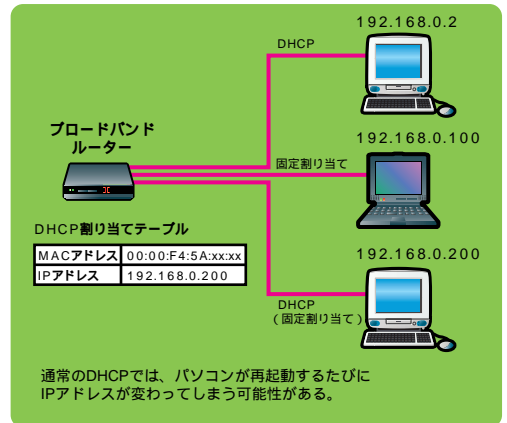 192.168.0.2
DHCP
ブロードバンド
ルーター
192.168.0.100
固定割り当て
DHCP割り当てテーブル
MACアドレス 00:00:F4:5A:xx:xx
IPアドレス 192.168.0.200
192.168.0.200
DHCP
(固定割り当て)
通常のDHCPでは、パソコンが再起動するたびに
IPアドレスが変わってしまう可能性がある。